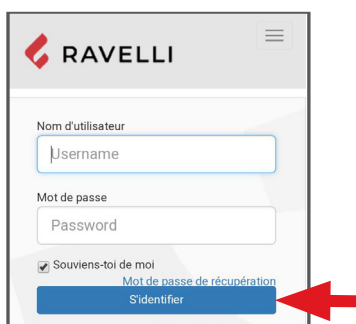 RAVELLI
Nom d'utilisateur
Username
Mot de passe
Password
Souviens-toi de moi
Mot de passe de récupération
S'identifier